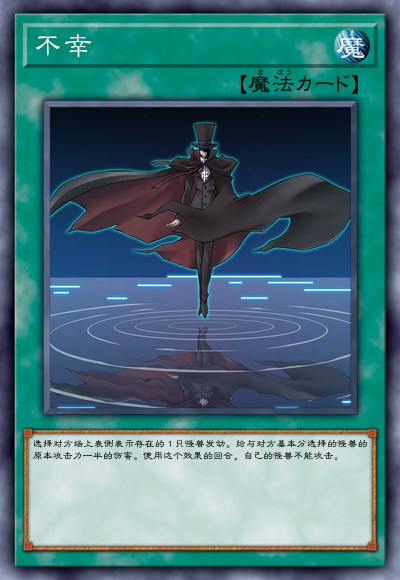 不幸
魔
【魔法カード】
まほう
选择对方场上表侧表示存在的1只怪兽发动。给与对方基本分选择的怪兽的
原本攻击力一半的伤害。使用这个效果的回合，自己的怪兽不能攻击。